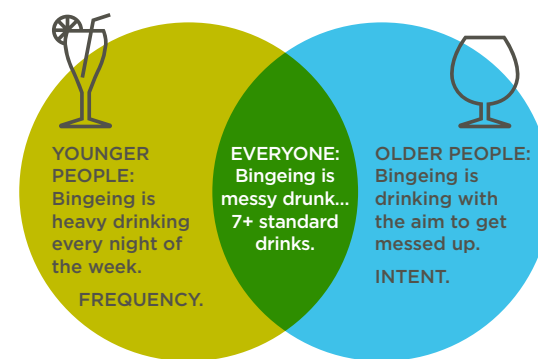 YOUNGER
PEOPLE:
Bingeing is
heavy drinking
every night of
the week.
FREQUENCY.
EVERYONE:
Bingeing is
messy drunk...
7+ standard
drinks.
OLDER PEOPLE:
Bingeing is
drinking with
the aim to get
messed up.
INTENT.